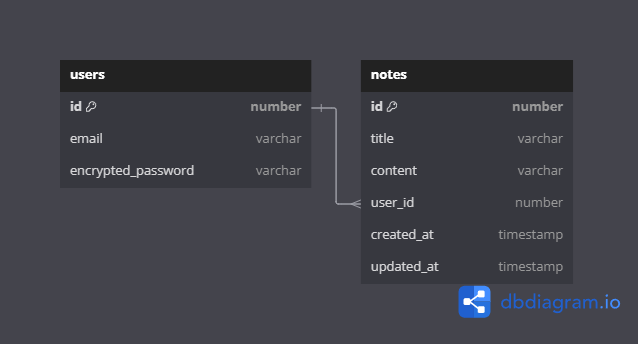 users
id number
email varchar
encrypted_password varchar
notes
id number
title varchar
content varchar
user_id number
created_at timestamp
updated_at timestamp
dbdiagram.io